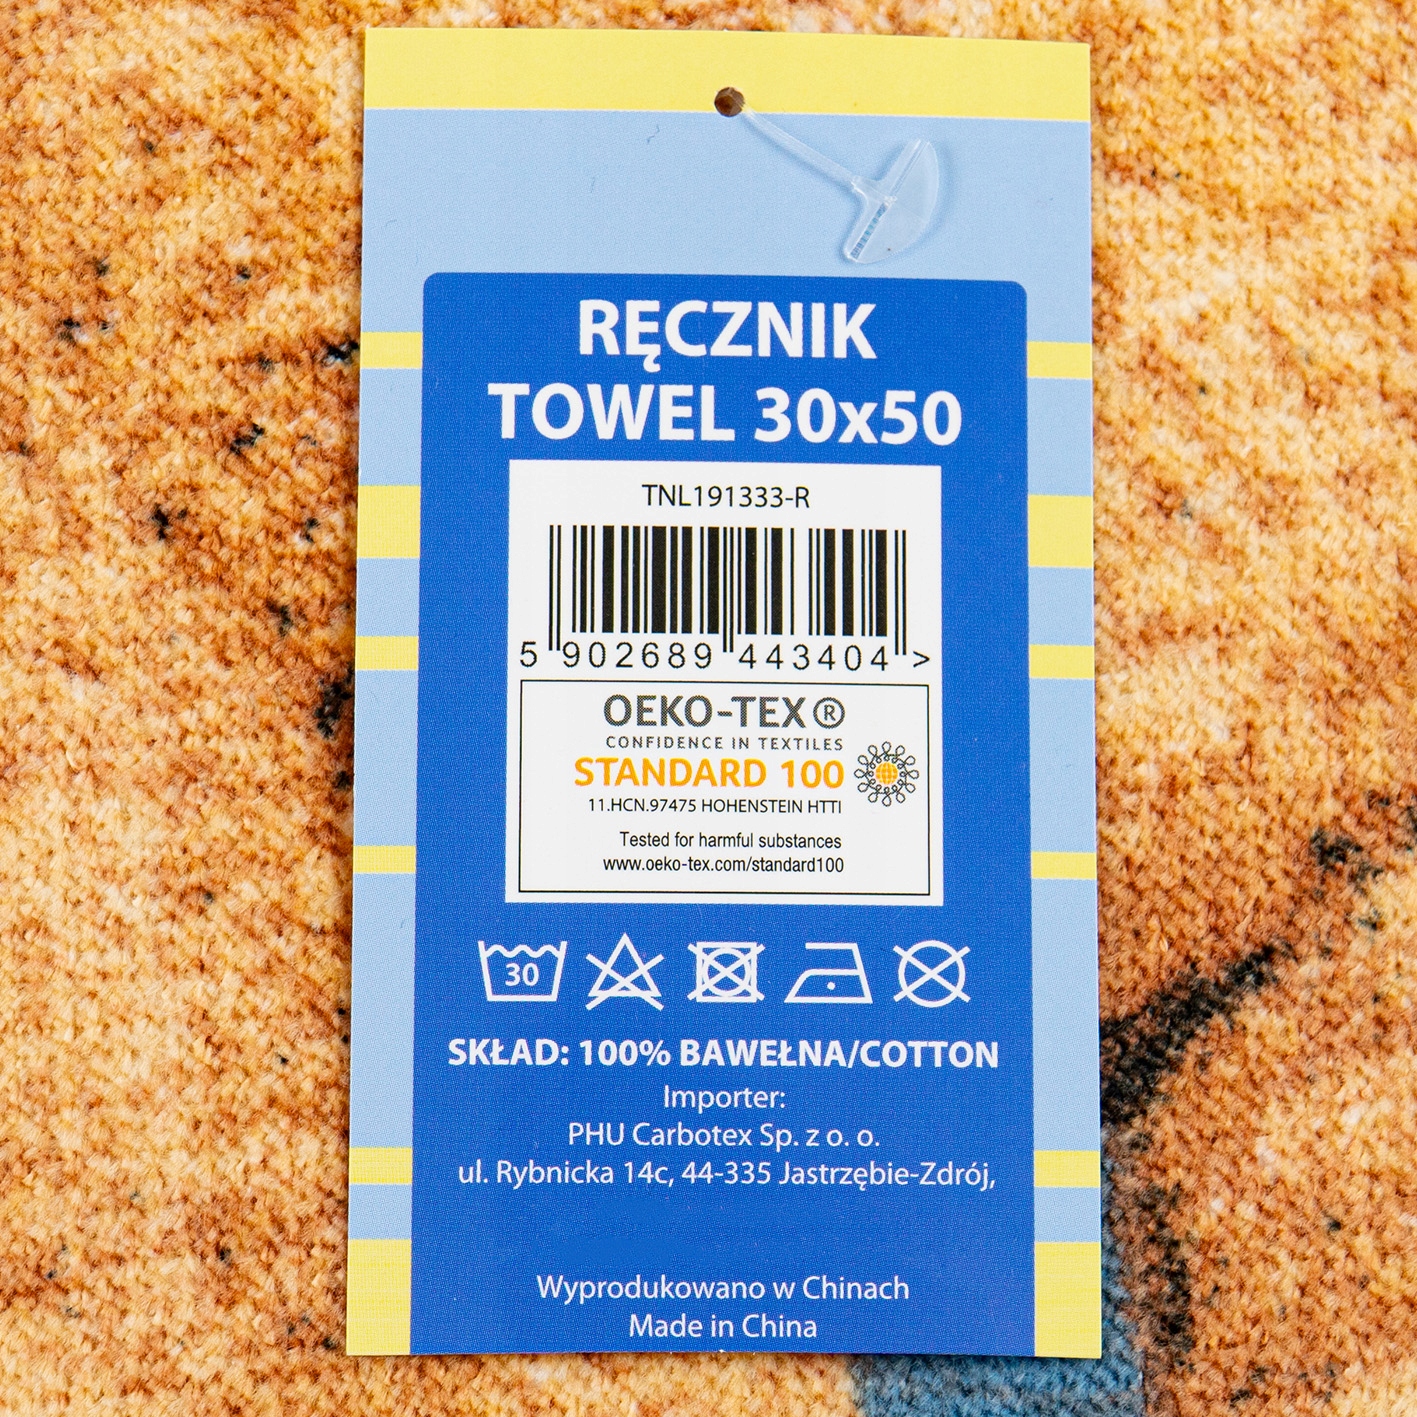 RĘCZNIK
TOWEL 30x50
TNL191333-R
5 902689 443404 >
OEKO-TEX®
CONFIDENCE IN TEXTILES
STANDARD 100
11.HCN.97475 HOHENSTEIN HTTI
Tested for harmful substances
www.oeko-tex.com/standard100
30
SKŁAD: 100% BAWEŁNA/COTTON
Importer:
PHU Carbotex Sp. z o. o.
ul. Rybnicka 14c, 44-335 Jastrzębie-Zdrój,
Wyprodukowano w Chinach
Made in China